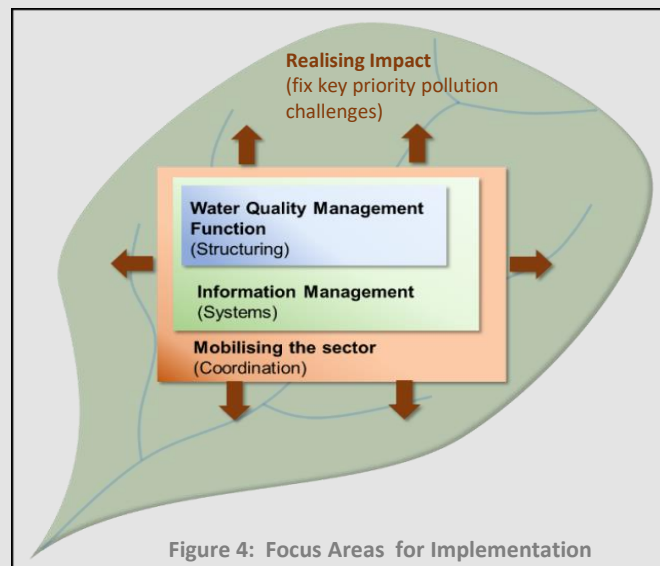 Realising Impact
(fix key priority pollution
challenges)
Water Quality Management
Function
(Structuring)
Information Management
(Systems)
Mobilising the sector
(Coordination)
Figure 4: Focus Areas for Implementation